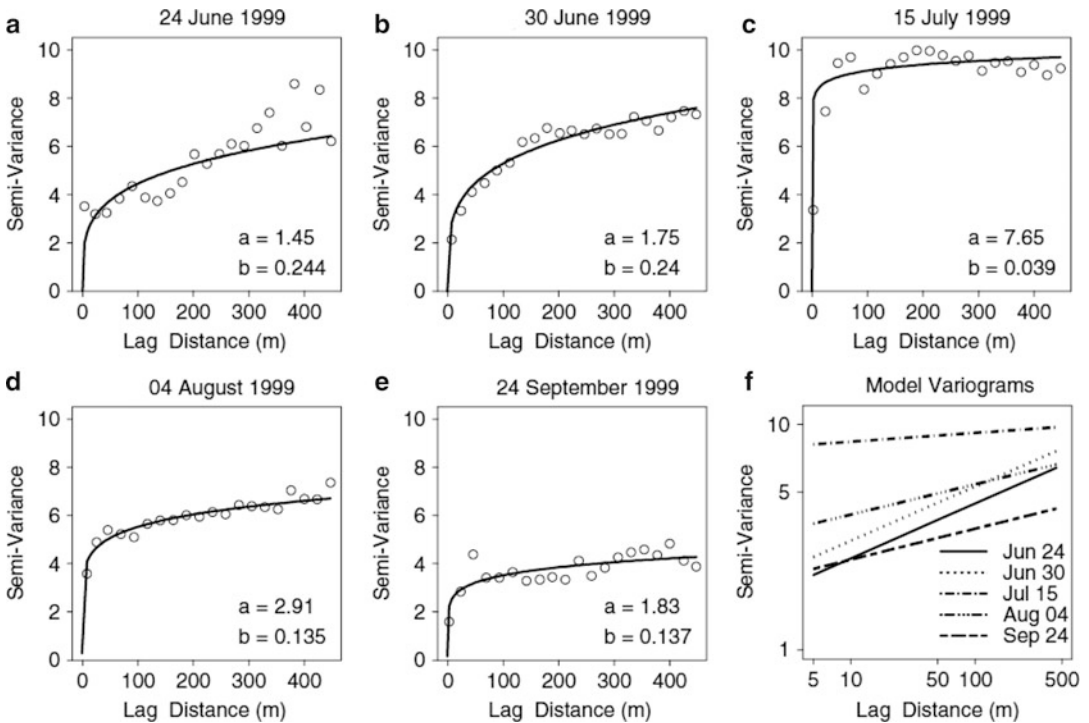 a
24 June 1999
Semi-Variance
10
8
6
4
2
0
a = 1.45
b = 0.244
0 100 200 300 400
Lag Distance (m)
b
30 June 1999
Semi-Variance
10
8
6
4
2
0
a = 1.75
b = 0.24
0 100 200 300 400
Lag Distance (m)
c
15 July 1999
Semi-Variance
10
8
6
4
2
0
a = 7.65
b = 0.039
0 100 200 300 400
Lag Distance (m)
d
04 August 1999
Semi-Variance
10
8
6
4
2
0
a = 2.91
b = 0.135
0 100 200 300 400
Lag Distance (m)
e
24 September 1999
Semi-Variance
10
8
6
4
2
0
a = 1.83
b = 0.137
0 100 200 300 400
Lag Distance (m)
f
Model Variograms
Semi-Variance
10
5
1
Jun 24
Jun 30
Jul 15
Aug 04
Sep 24
5 10 50 100 500
Lag Distance (m)